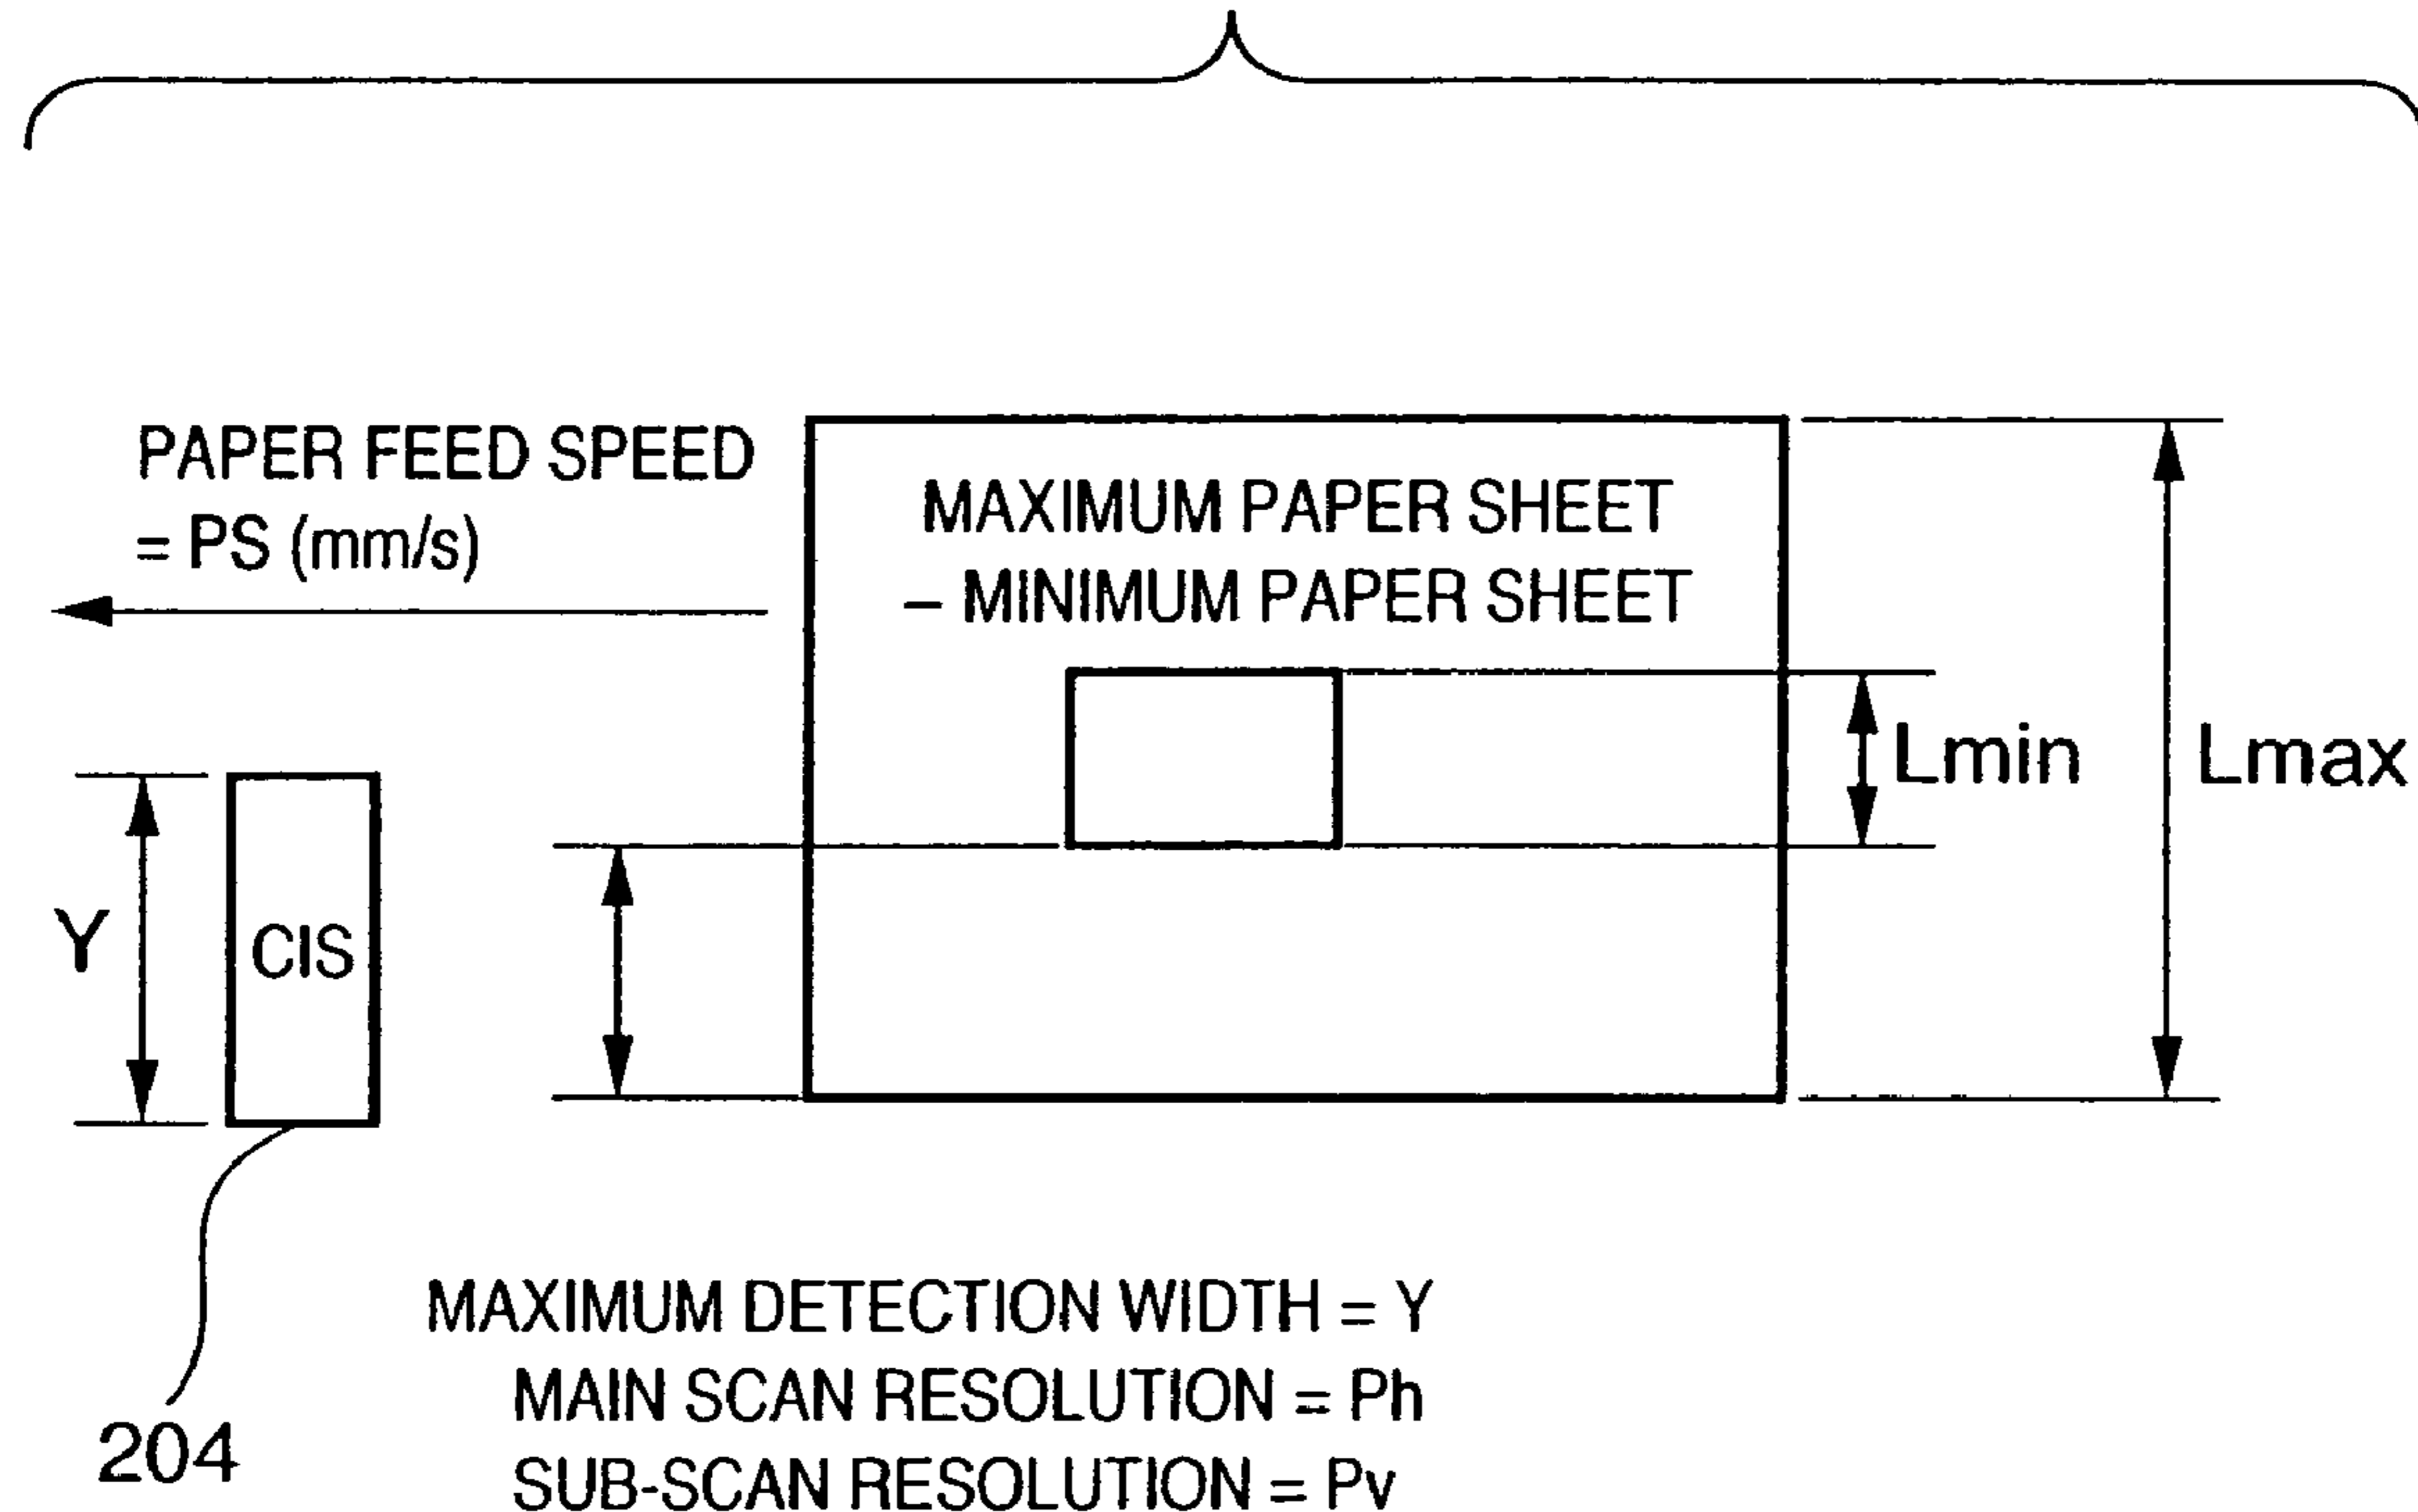 PAPER FEED SPEED
= PS (mm/s)
MAXIMUM PAPER SHEET
– MINIMUM PAPER SHEET
Lmin
Lmax
Y
CIS
204
MAXIMUM DETECTION WIDTH = Y
MAIN SCAN RESOLUTION = Ph
SUB-SCAN RESOLUTION = Pv